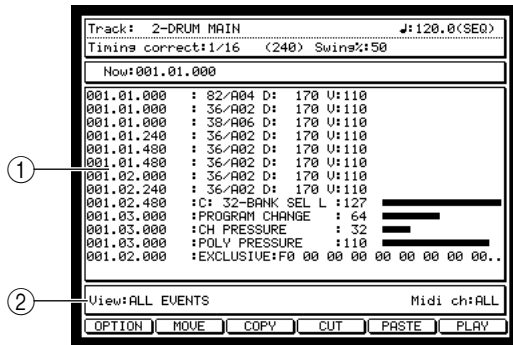 Track: 2-DRUM MAIN ♩:120.0(SEQ)
Timing correct:1/16 (240) Swing%:50
Now:001.01.000
001.01.000 : 82/A04 D: 170 V:110
001.01.000 : 36/A02 D: 170 V:110
001.01.000 : 38/A06 D: 170 V:110
001.01.240 : 36/A02 D: 170 V:110
001.01.480 : 36/A02 D: 170 V:110
001.01.480 : 36/A02 D: 170 V:110
001.02.000 : 36/A02 D: 170 V:110
001.02.240 : 36/A02 D: 170 V:110
001.02.480 :C: 32-BANK SEL L :127
001.03.000 :PROGRAM CHANGE : 64
001.03.000 :CH PRESSURE : 32
001.03.000 :POLY PRESSURE :110
001.02.000 :EXCLUSIVE:F0 00 00 00 00 00 00 00..
1
2
View:ALL EVENTS Midi ch:ALL
OPTION MOVE COPY CUT PASTE PLAY